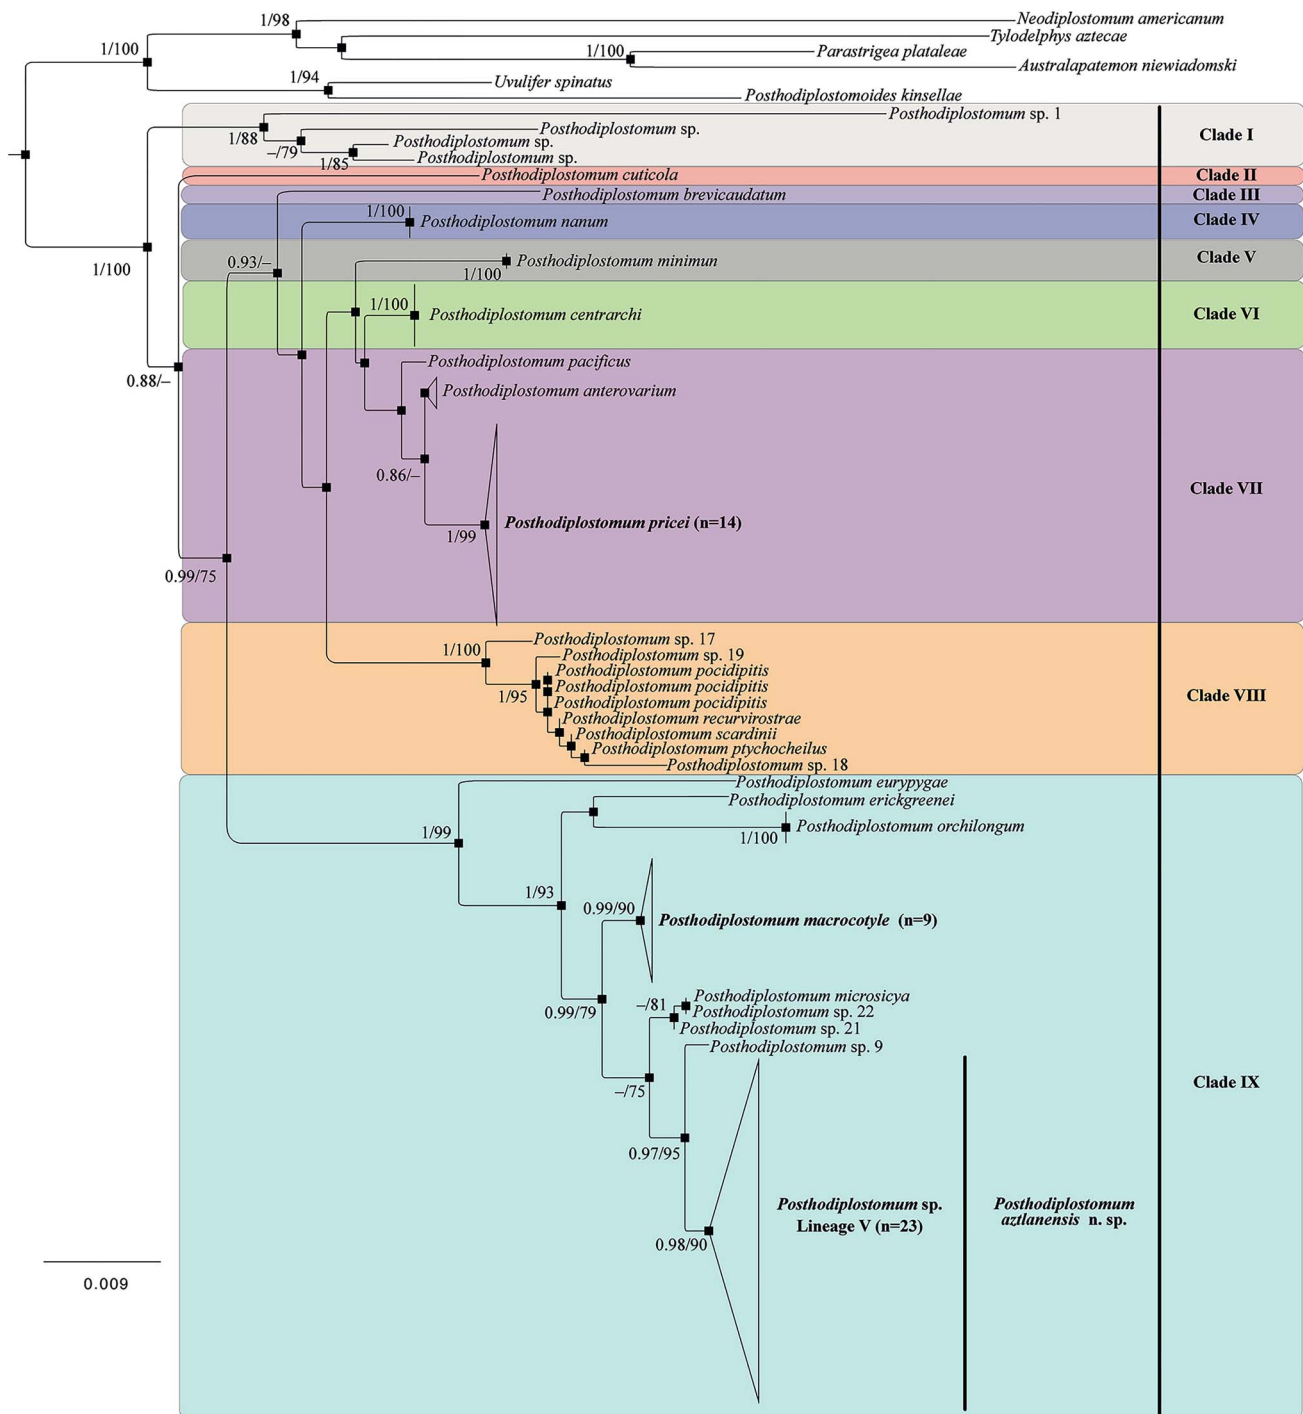 1/98
Neodiplostomum americanum
Tylodelphys aztecae
1/100
1/100
Parastrigea plataleae
Australapatemon niewiadomski
1/94
Uvulifer spinatus
Posthodiplostomoides kinsellae
Posthodiplostomum sp. 1
Posthodiplostomum sp.
Clade I
1/88
Posthodiplostomum sp.
–/79
Posthodiplostomum sp.
1/85
Posthodiplostomum cuticola
Clade II
Posthodiplostomum brevicaudatum
Clade III
1/100
Posthodiplostomum nanum
Clade IV
0.93/–
Posthodiplostomum minimun
Clade V
1/100
1/100
1/100
Posthodiplostomum centrarchi
Clade VI
Posthodiplostomum pacificus
0.88/–
Posthodiplostomum anterovarium
0.86/–
Clade VII
Posthodiplostomum pricei (n=14)
1/99
0.99/75
Posthodiplostomum sp. 17
1/100
Posthodiplostomum sp. 19
Posthodiplostomum pocidipitis
Posthodiplostomum pocidipitis
1/95
Clade VIII
Posthodiplostomum pocidipitis
Posthodiplostomum recurvirostrae
Posthodiplostomum scardinii
Posthodiplostomum ptychocheilus
Posthodiplostomum sp. 18
Posthodiplostomum eurypygae
Posthodiplostomum erickgreenei
1/99
Posthodiplostomum orchilongum
1/100
1/93
0.99/90
Posthodiplostomum macrocotyle (n=9)
Posthodiplostomum microsicya
–/81
0.99/79
Posthodiplostomum sp. 22
Posthodiplostomum sp. 21
Posthodiplostomum sp. 9
Clade IX
–/75
0.97/95
Posthodiplostomum sp.
Lineage V (n=23)
Posthodiplostomum
aztlanensis n. sp.
0.98/90
0.009